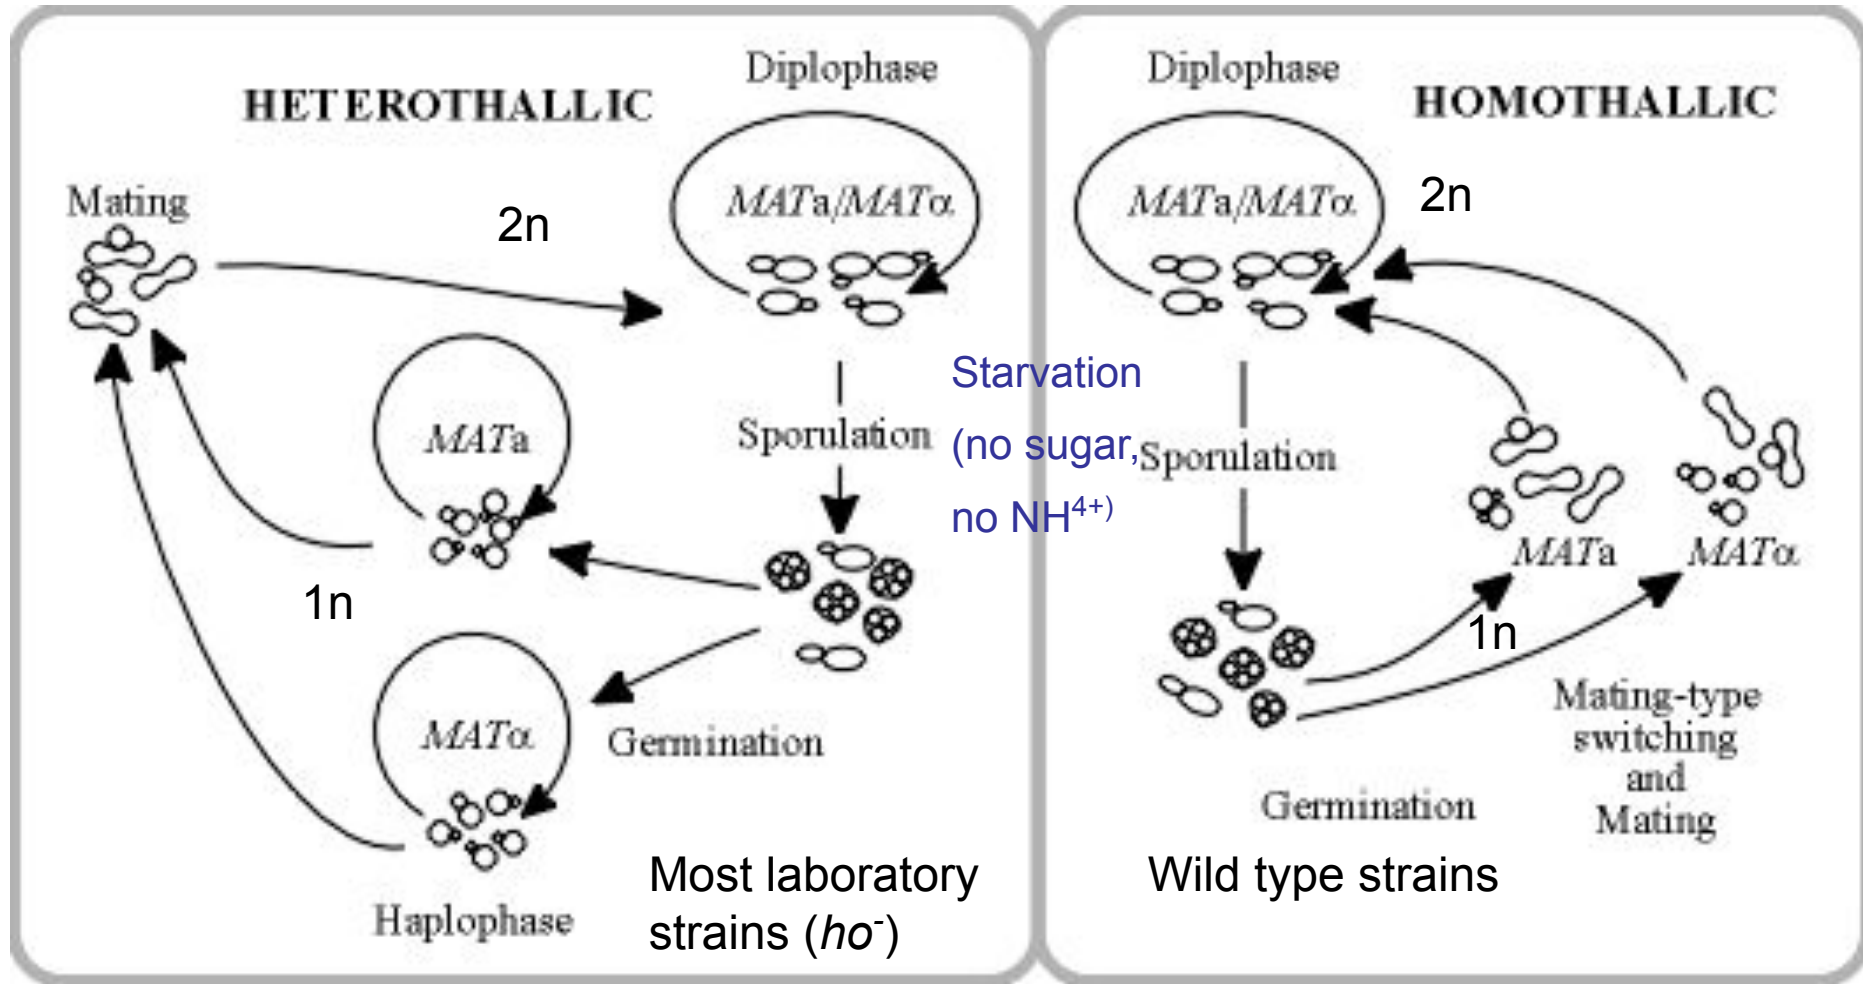 HETEROTHALLIC
Diplophase
Mating
2n
MATa/MATα
MATa
Sporulation
1n
MATα
Germination
Haplophase
Most laboratory
strains (ho⁻)
Starvation
(no sugar,
no NH⁴⁺⁾
Diplophase
HOMOTHALLIC
MATa/MATα
2n
Sporulation
MATa
MATα
1n
Mating-type
switching
and
Mating
Germination
Wild type strains